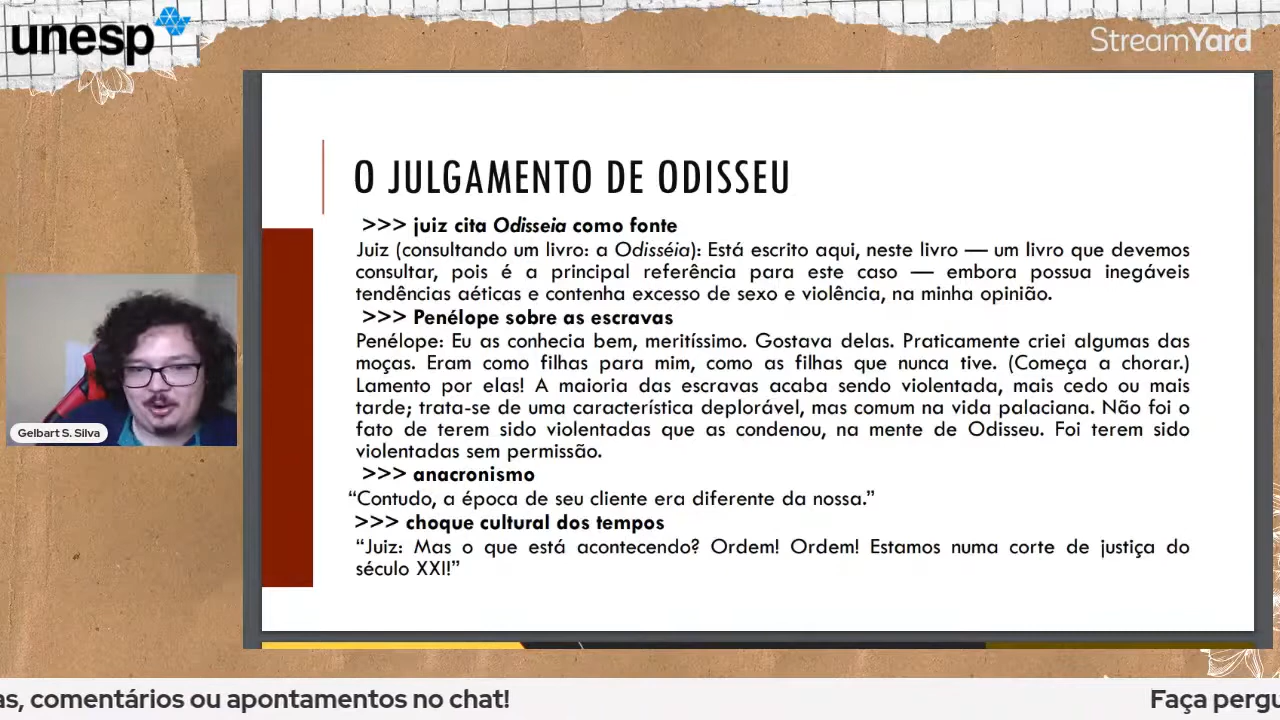 unesp
StreamYard
O JULGAMENTO DE ODISSEU
>>> juiz cita Odisseia como fonte
Juiz (consultando um livro: a Odisséia): Está escrito aqui, neste livro — um livro que devemos
consultar, pois é a principal referência para este caso — embora possua inegáveis
tendências aéticas e contenha excesso de sexo e violência, na minha opinião.
>>> Penélope sobre as escravas
Penélope: Eu as conhecia bem, meritíssimo. Gostava delas. Praticamente criei algumas das
moças. Eram como filhas para mim, como as filhas que nunca tive. (Começa a chorar.)
Lamento por elas! A maioria das escravas acaba sendo violentada, mais cedo ou mais
tarde; trata-se de uma característica deplorável, mas comum na vida palaciana. Não foi o
fato de terem sido violentadas que as codenou, na mente de Odisseu. Foi terem sido
violentadas sem permissão.
>>> anacronismo
“Contudo, a época de seu cliente era diferente da nossa.”
>>> choque cultural dos tempos
“Juiz: Mas o que está acontecendo? Ordem! Ordem! Estamos numa corte de justiça do
século XXI!”
Gelbart S. Silva
as, comentários ou apontamentos no chat! Faça pergu